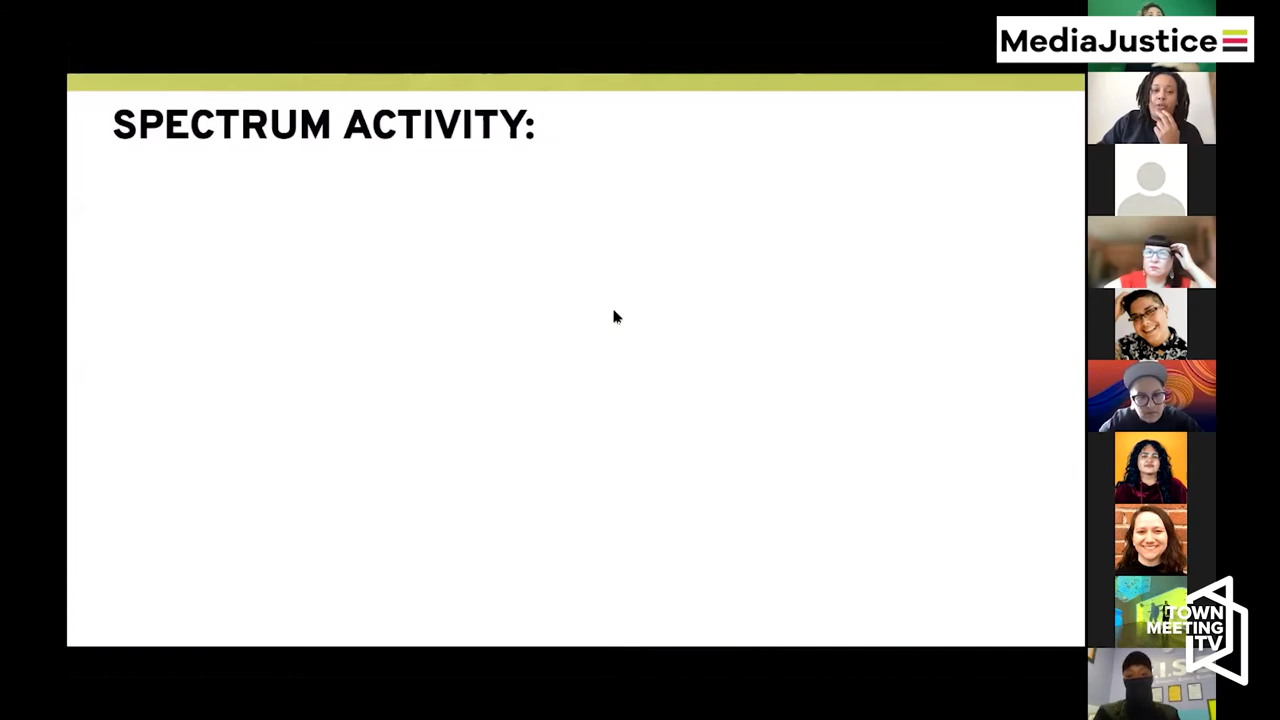 MediaJustice
SPECTRUM ACTIVITY:
TOWN
MEETING
TV